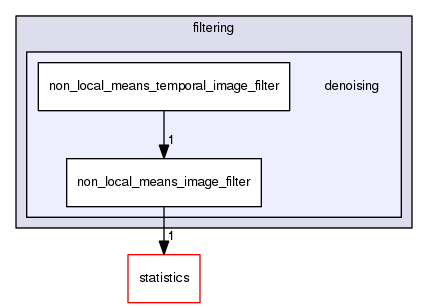 filtering
non_local_means_temporal_image_filter
denoising
1
non_local_means_image_filter
1
statistics